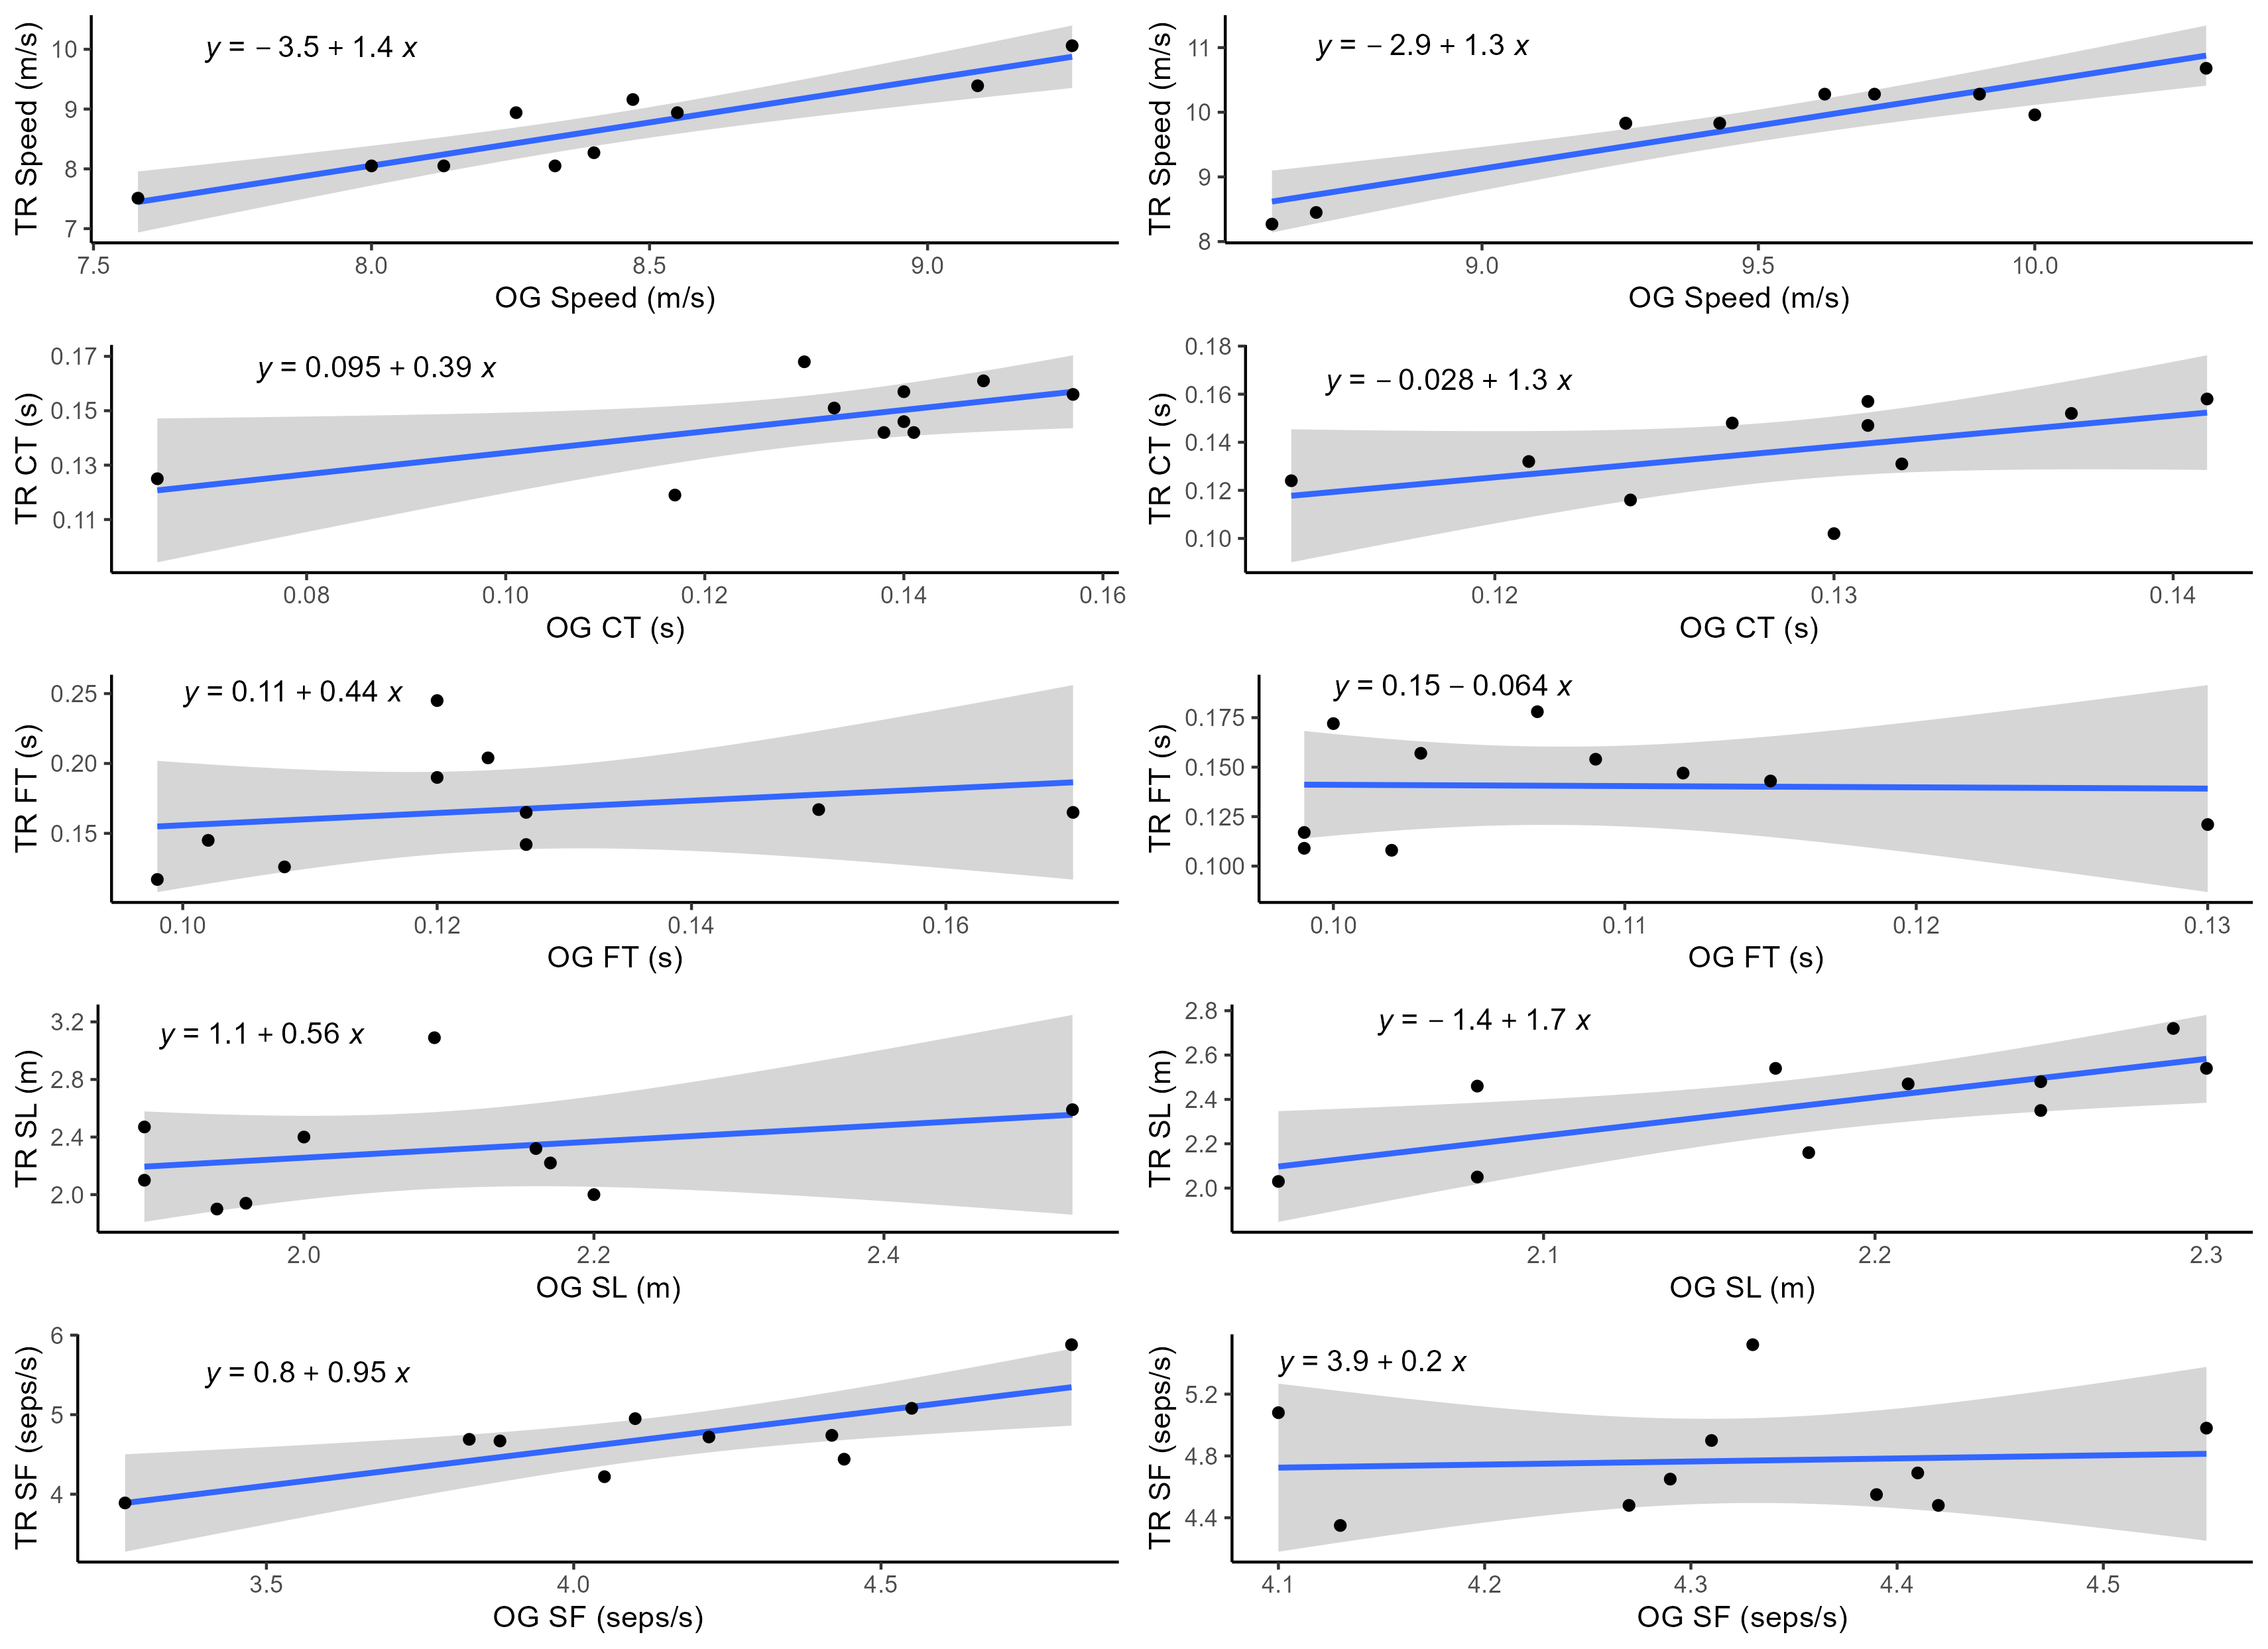 TR Speed (m/s)
y = − 3.5 + 1.4 x
10
9
8
7
7.5 8.0 8.5 9.0
OG Speed (m/s)
TR Speed (m/s)
y = − 2.9 + 1.3 x
11
10
9
8
9.0 9.5 10.0
OG Speed (m/s)
TR CT (s)
y = 0.095 + 0.39 x
0.17
0.15
0.13
0.11
0.08 0.10 0.12 0.14 0.16
OG CT (s)
TR CT (s)
y = − 0.028 + 1.3 x
0.18
0.16
0.14
0.12
0.10
0.12 0.13 0.14
OG CT (s)
TR FT (s)
y = 0.11 + 0.44 x
0.25
0.20
0.15
0.10 0.12 0.14 0.16
OG FT (s)
TR FT (s)
y = 0.15 − 0.064 x
0.175
0.150
0.125
0.100
0.10 0.11 0.12 0.13
OG FT (s)
TR SL (m)
y = 1.1 + 0.56 x
3.2
2.8
2.4
2.0
2.0 2.2 2.4
OG SL (m)
TR SL (m)
y = − 1.4 + 1.7 x
2.8
2.6
2.4
2.2
2.0
2.1 2.2 2.3
OG SL (m)
TR SF (seps/s)
y = 0.8 + 0.95 x
6
5
4
3.5 4.0 4.5
OG SF (seps/s)
TR SF (seps/s)
y = 3.9 + 0.2 x
5.2
4.8
4.4
4.1 4.2 4.3 4.4 4.5
OG SF (seps/s)